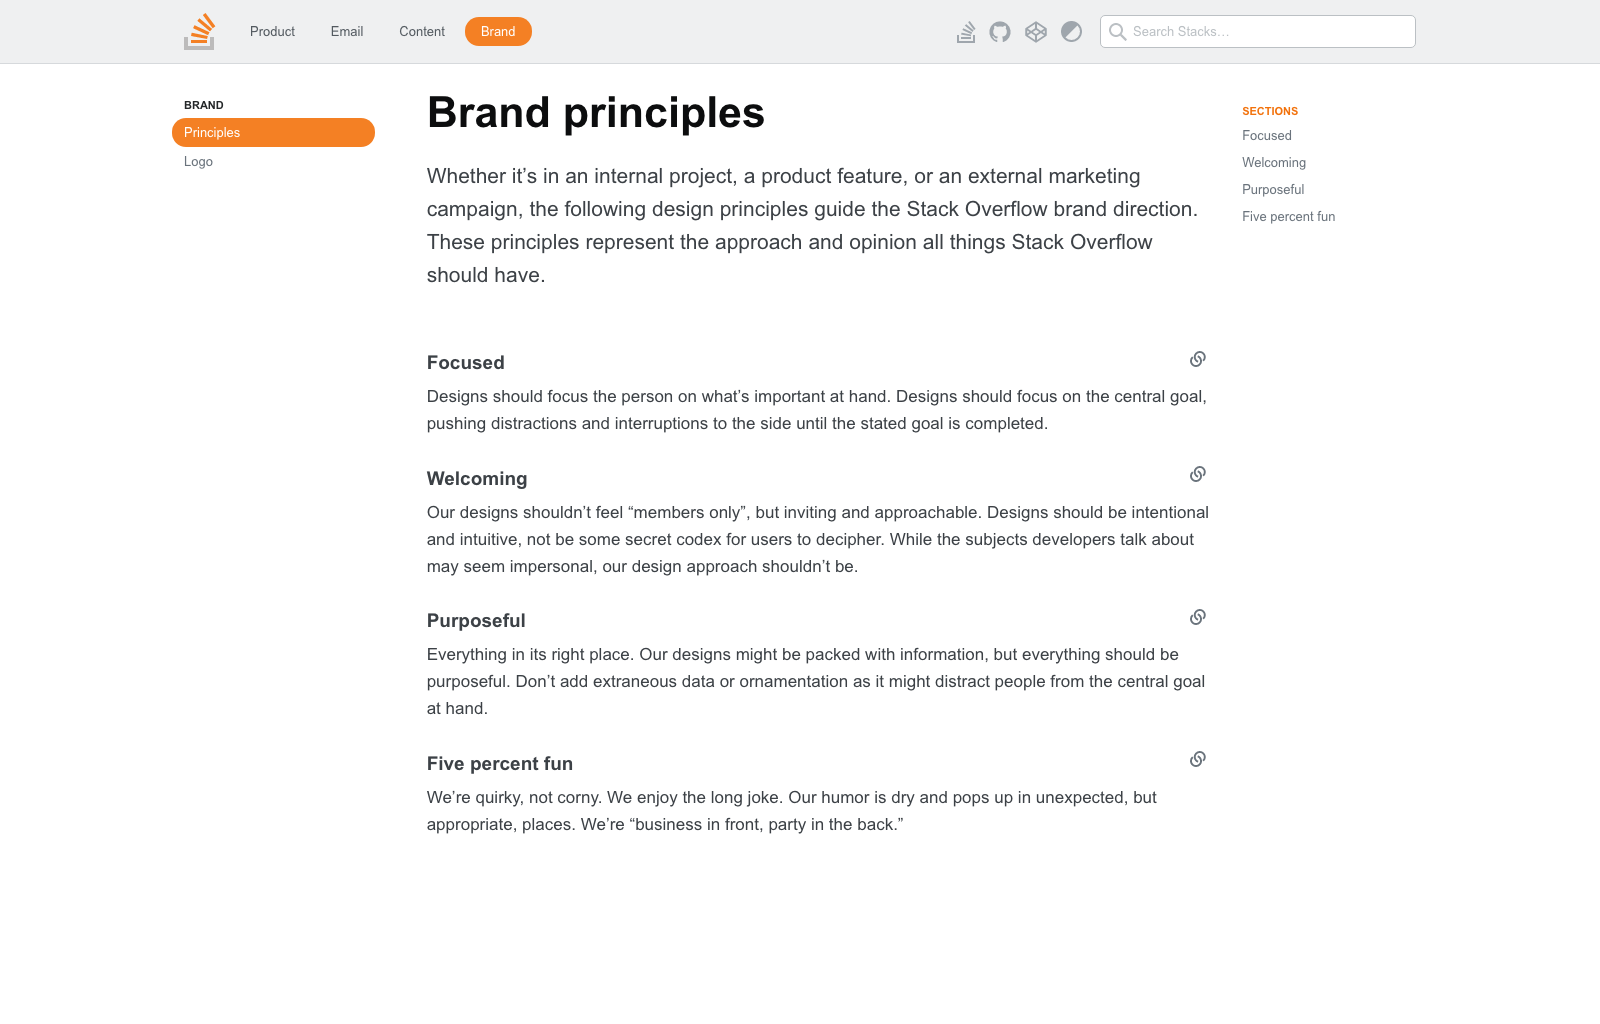 Product
Email
Content
Brand
Search Stacks…
BRAND
Principles
Logo
Brand principles
Whether it’s in an internal project, a product feature, or an external marketing
campaign, the following design principles guide the Stack Overflow brand direction.
These principles represent the approach and opinion all things Stack Overflow
should have.
Focused
Designs should focus the person on what’s important at hand. Designs should focus on the central goal,
pushing distractions and interruptions to the side until the stated goal is completed.
Welcoming
Our designs shouldn’t feel “members only”, but inviting and approachable. Designs should be intentional
and intuitive, not be some secret codex for users to decipher. While the subjects developers talk about
may seem impersonal, our design approach shouldn’t be.
Purposeful
Everything in its right place. Our designs might be packed with information, but everything should be
purposeful. Don’t add extraneous data or ornamentation as it might distract people from the central goal
at hand.
Five percent fun
We’re quirky, not corny. We enjoy the long joke. Our humor is dry and pops up in unexpected, but
appropriate, places. We’re “business in front, party in the back.”
SECTIONS
Focused
Welcoming
Purposeful
Five percent fun